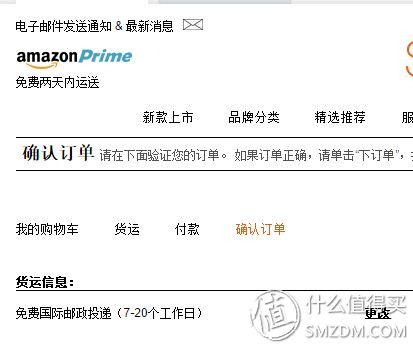 电子邮件发送通知 & 最新消息
amazonPrime
免费两天内运送
新款上市 品牌分类 精选推荐 服
确认订单 请在下面验证您的订单。 如果订单正确，请单击“下订单”，
我的购物车 货运 付款 确认订单
货运信息：
免费国际邮政投递（7-20个工作日） 更改
值 什么值得买
SMZDM.COM